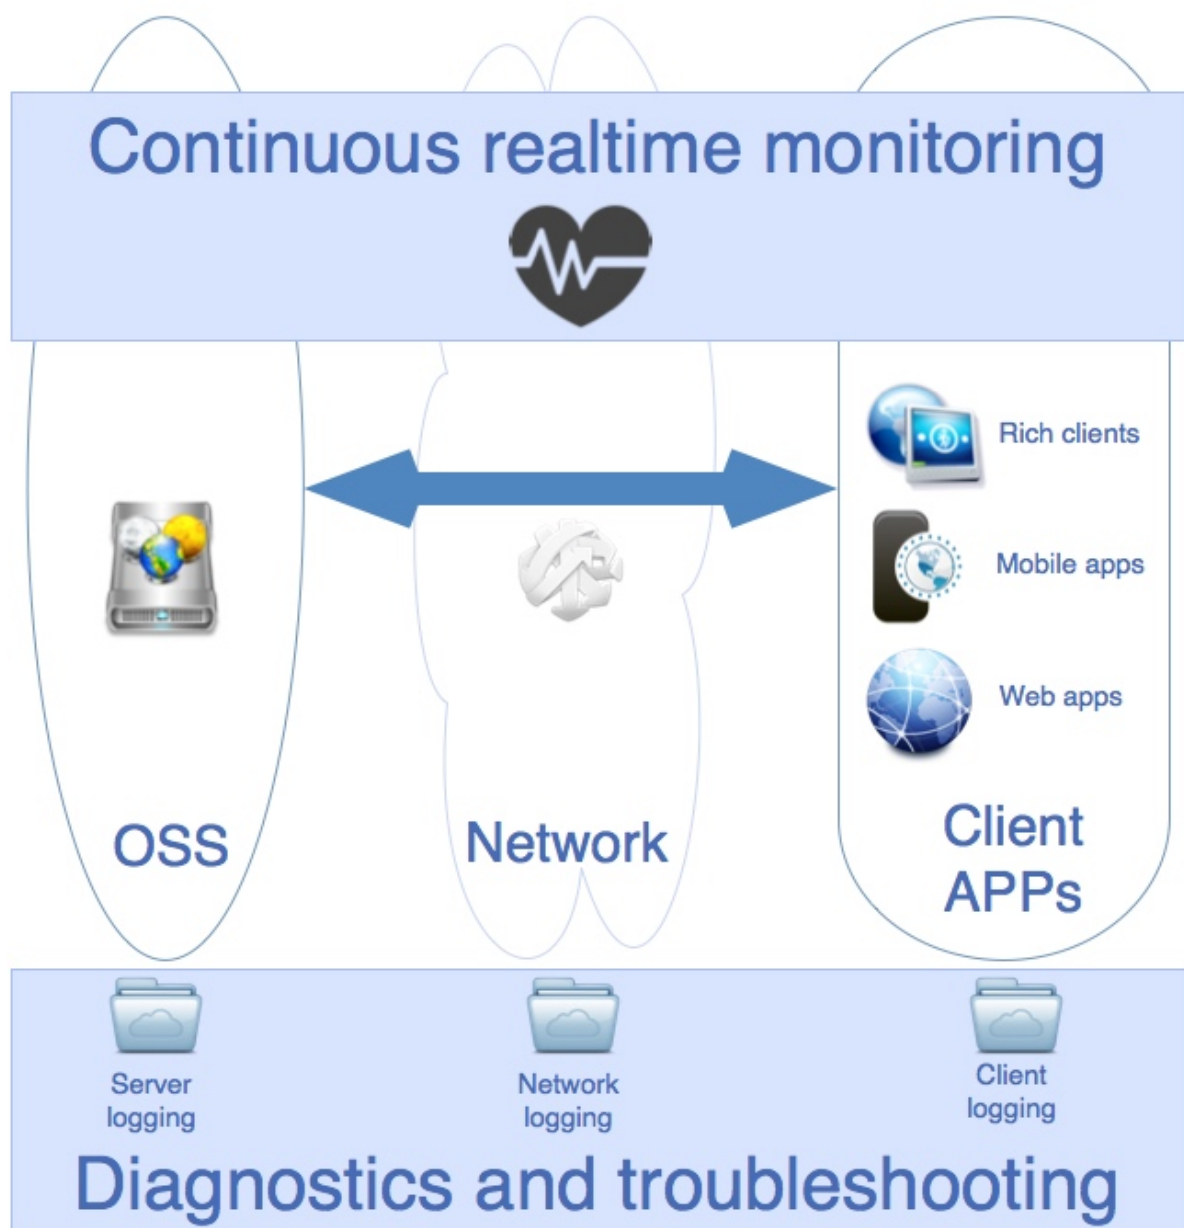 Continuous realtime monitoring
Rich clients
Mobile apps
Web apps
OSS
Network
Client
APPs
Server
logging
Network
logging
Client
logging
Diagnostics and troubleshooting